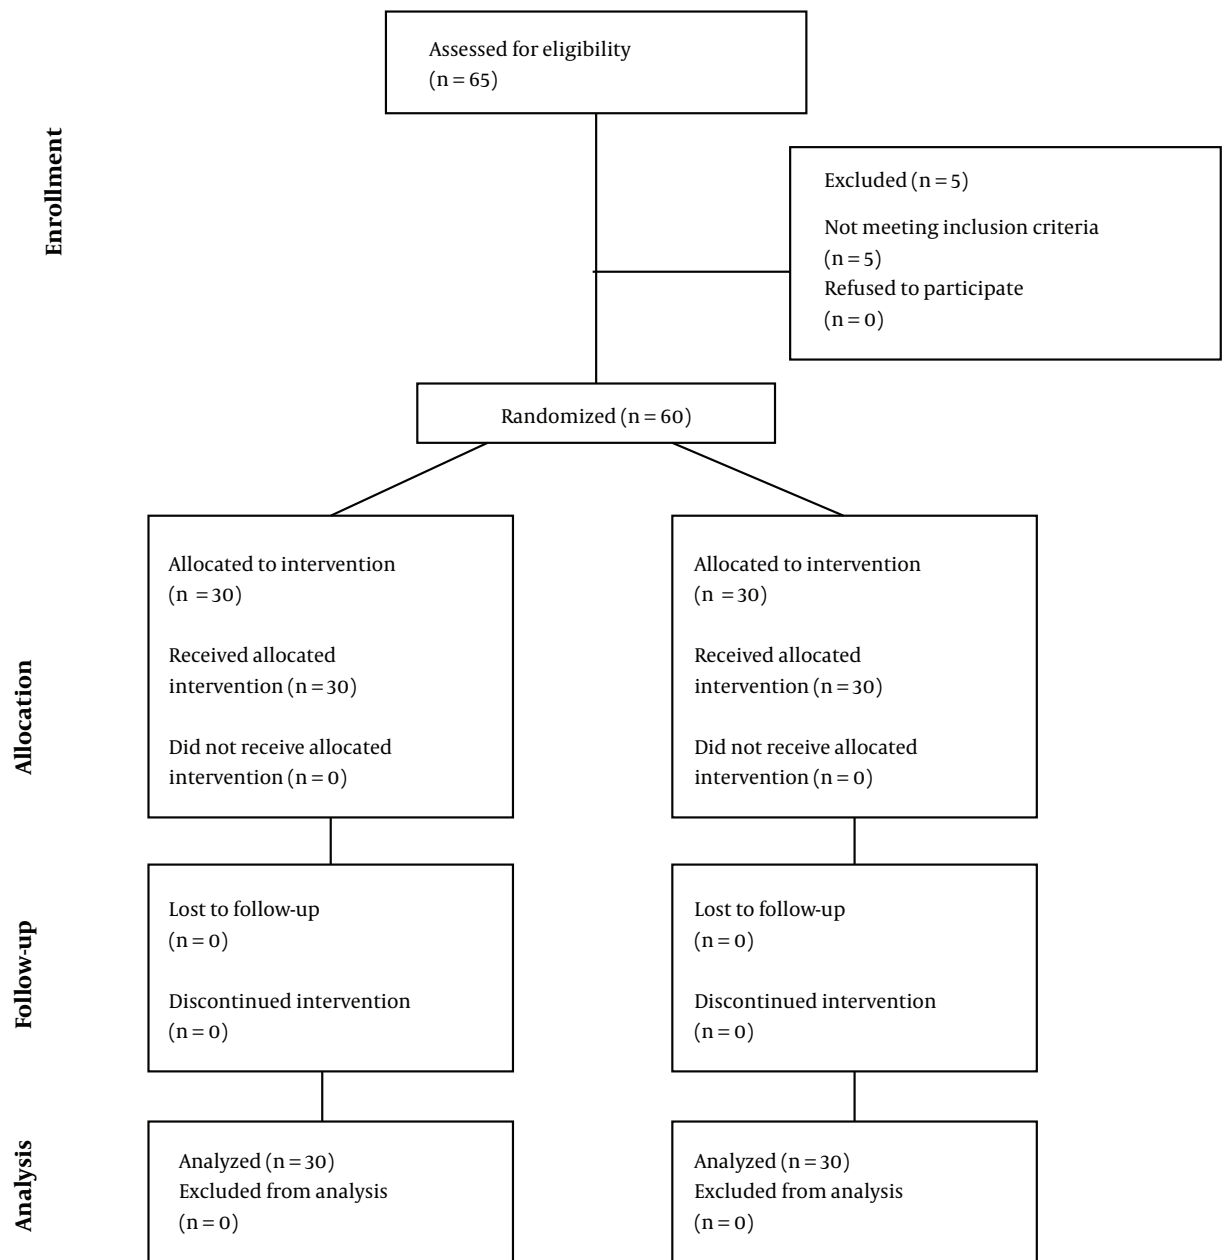 Assessed for eligibility
(n = 65)
Enrollment
Excluded (n = 5)
Not meeting inclusion criteria
(n = 5)
Refused to participate
(n = 0)
Randomized (n = 60)
Allocation
Allocated to intervention
(n = 30)
Received allocated
intervention (n = 30)
Did not receive allocated
intervention (n = 0)
Allocated to intervention
(n = 30)
Received allocated
intervention (n = 30)
Did not receive allocated
intervention (n = 0)
Follow-up
Lost to follow-up
(n = 0)
Discontinued intervention
(n = 0)
Lost to follow-up
(n = 0)
Discontinued intervention
(n = 0)
Analysis
Analyzed (n = 30)
Excluded from analysis
(n = 0)
Analyzed (n = 30)
Excluded from analysis
(n = 0)